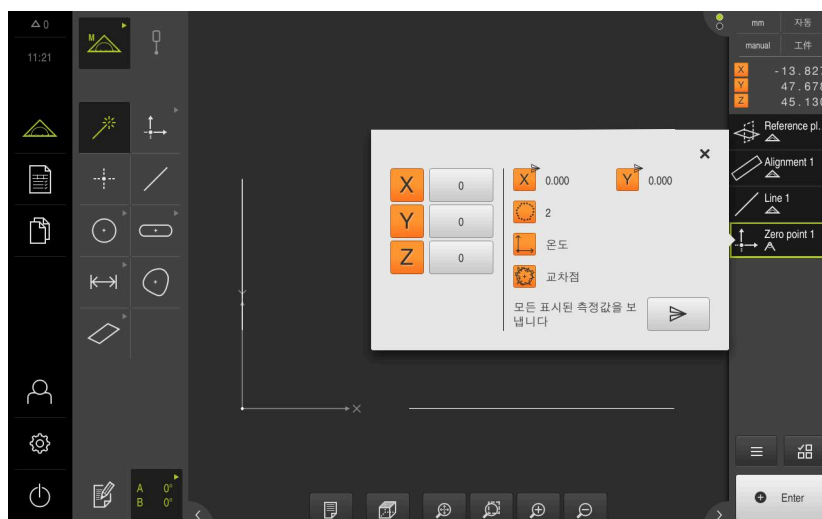 0
11:21
M
A 0°
B 0°
X
X 0
Y 0
Z 0
X 0.000 Y 0.000
2
온도
교차점
모든 표시된 측정값을 보
냅니다
mm 자동
manual 工件
X -13.827
Y 47.678
Z 45.130
Reference pl.
Alignment 1
Line 1
Zero point 1
Enter